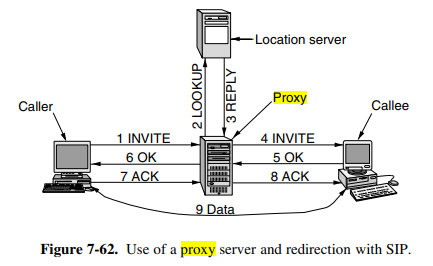 Location server
2 LOOKUP
3 REPLY
Proxy
Caller
Callee
1 INVITE
4 INVITE
6 OK
5 OK
7 ACK
8 ACK
9 Data
Figure 7-62. Use of a proxy server and redirection with SIP.